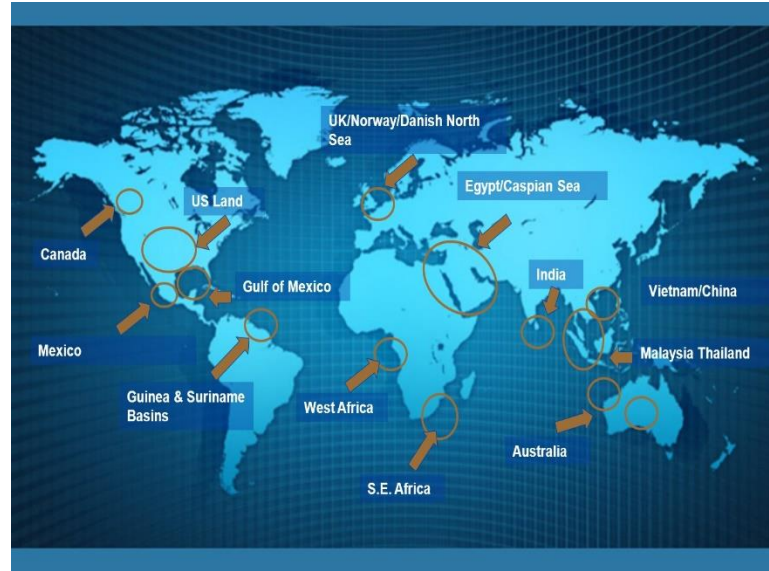 UK/Norway/Danish North
Sea
Egypt/Caspian Sea
US Land
Canada
Gulf of Mexico
India
Vietnam/China
Mexico
Malaysia Thailand
Guinea & Suriname
Basins
West Africa
Australia
S.E. Africa